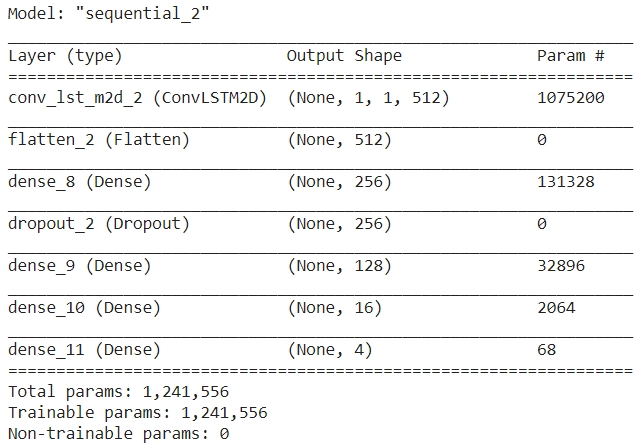 Model: "sequential_2"
Layer (type) Output Shape Param #
conv_lst_m2d_2 (ConvLSTM2D) (None, 1, 1, 512) 1075200
flatten_2 (Flatten) (None, 512) 0
dense_8 (Dense) (None, 256) 131328
dropout_2 (Dropout) (None, 256) 0
dense_9 (Dense) (None, 128) 32896
dense_10 (Dense) (None, 16) 2064
dense_11 (Dense) (None, 4) 68
Total params: 1,241,556
Trainable params: 1,241,556
Non-trainable params: 0